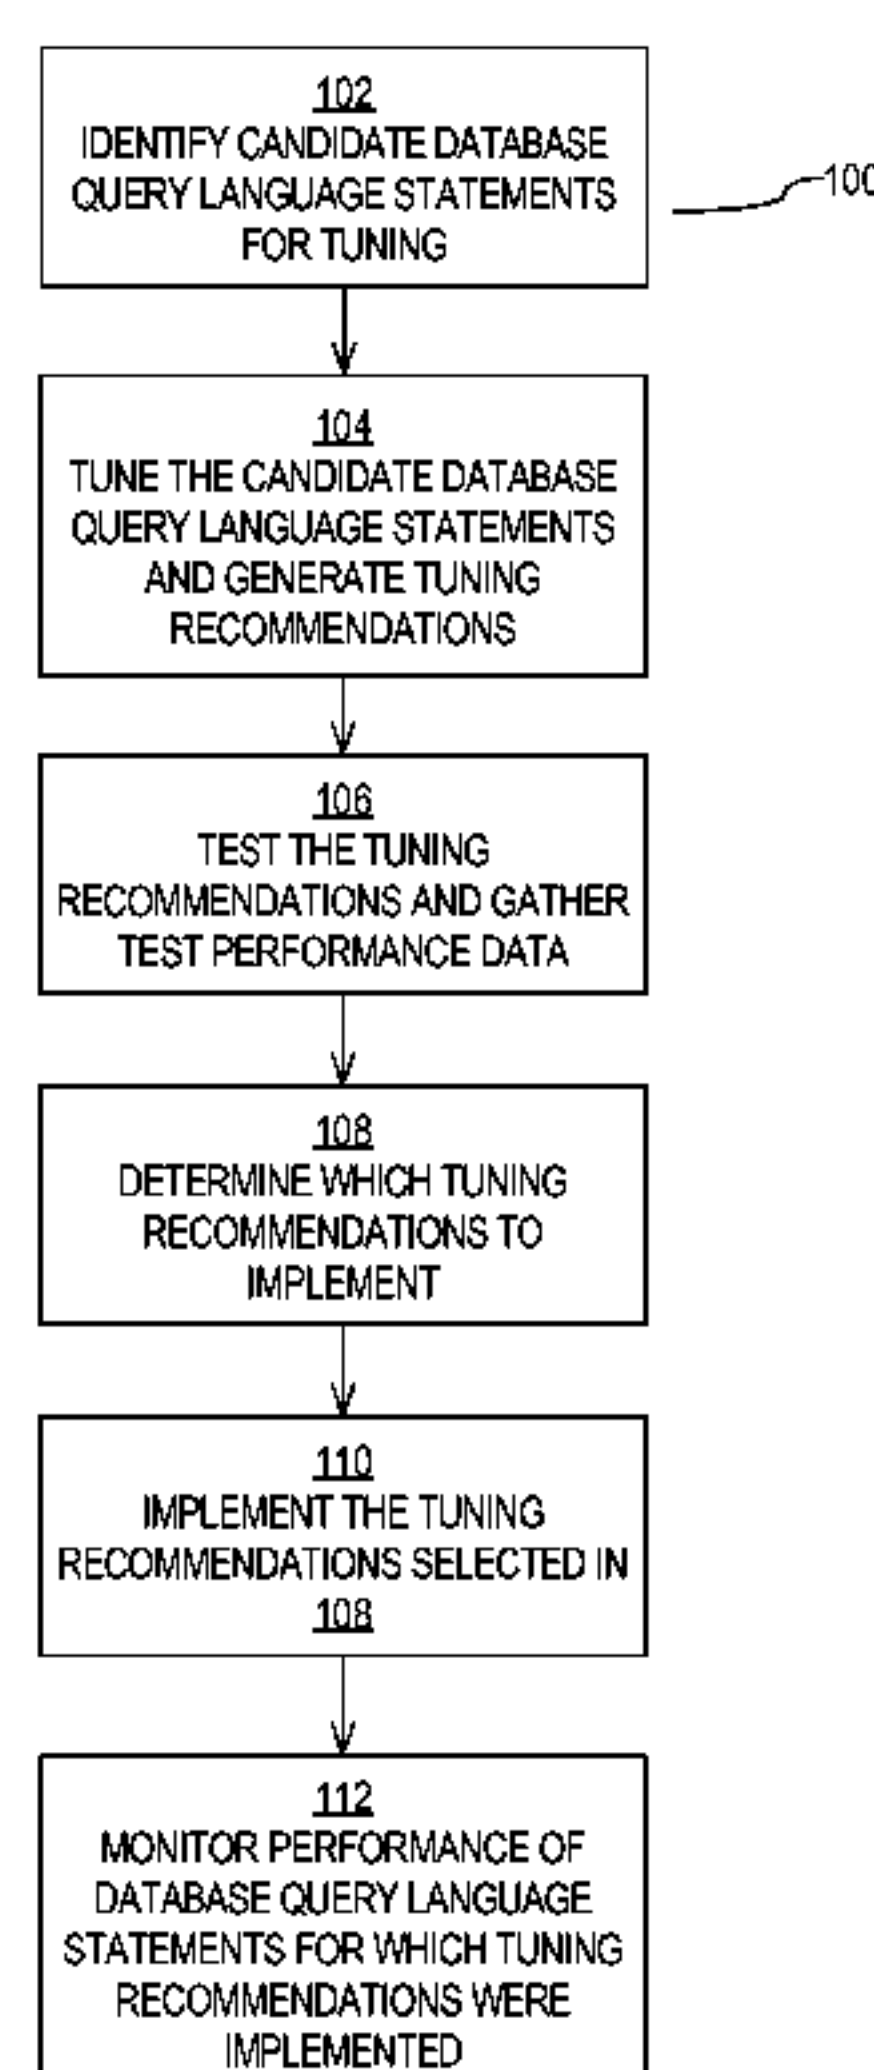 102
IDENTIFY CANDIDATE DATABASE
QUERY LANGUAGE STATEMENTS
FOR TUNING
100
104
TUNE THE CANDIDATE DATABASE
QUERY LANGUAGE STATEMENTS
AND GENERATE TUNING
RECOMMENDATIONS
106
TEST THE TUNING
RECOMMENDATIONS AND GATHER
TEST PERFORMANCE DATA
108
DETERMINE WHICH TUNING
RECOMMENDATIONS TO
IMPLEMENT
110
IMPLEMENT THE TUNING
RECOMMENDATIONS SELECTED IN
108
112
MONITOR PERFORMANCE OF
DATABASE QUERY LANGUAGE
STATEMENTS FOR WHICH TUNING
RECOMMENDATIONS WERE
IMPLEMENTED